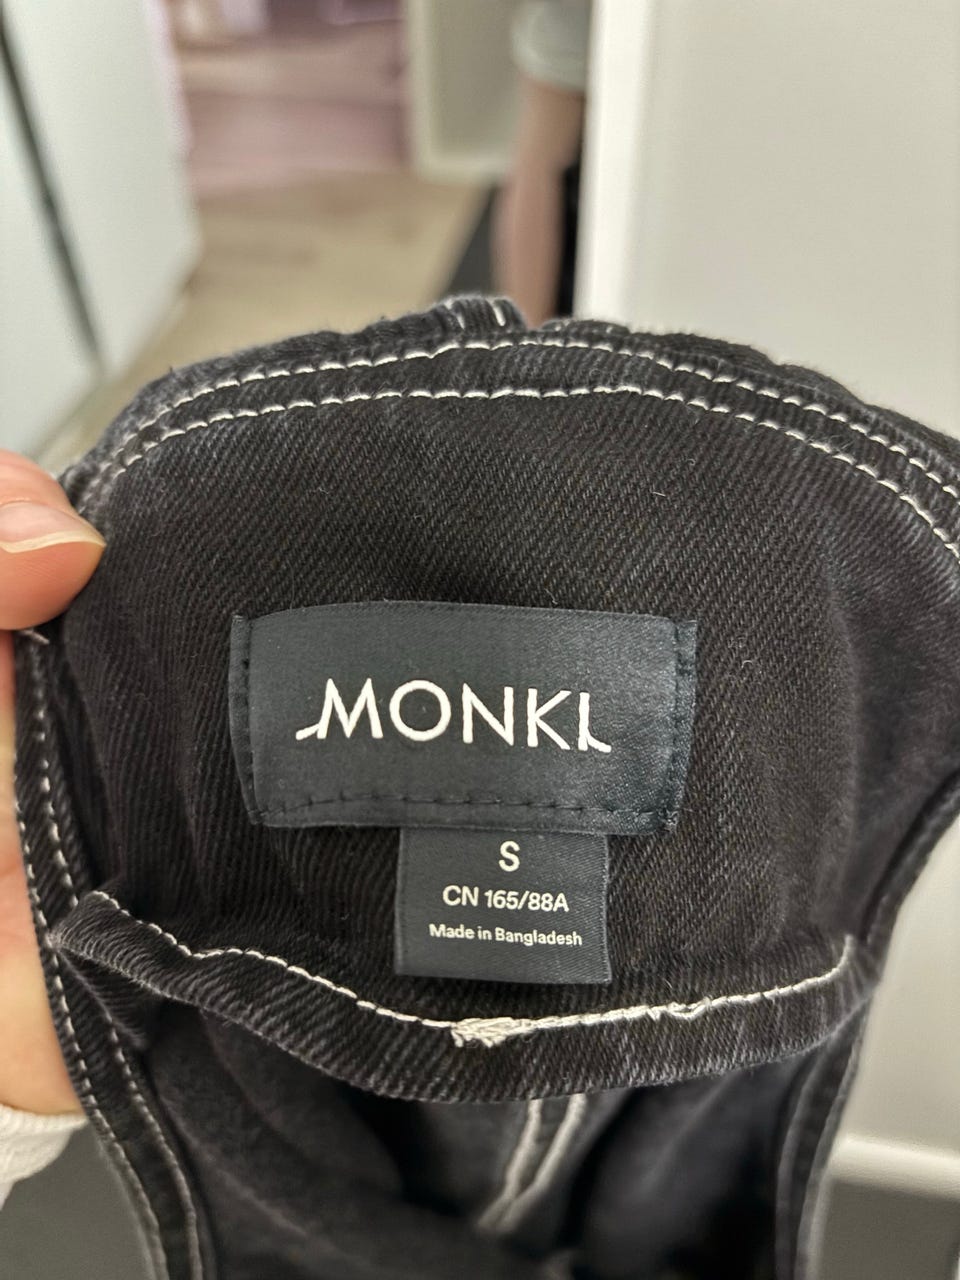 MONKI
S
CN 165/88A
Made in Bangladesh